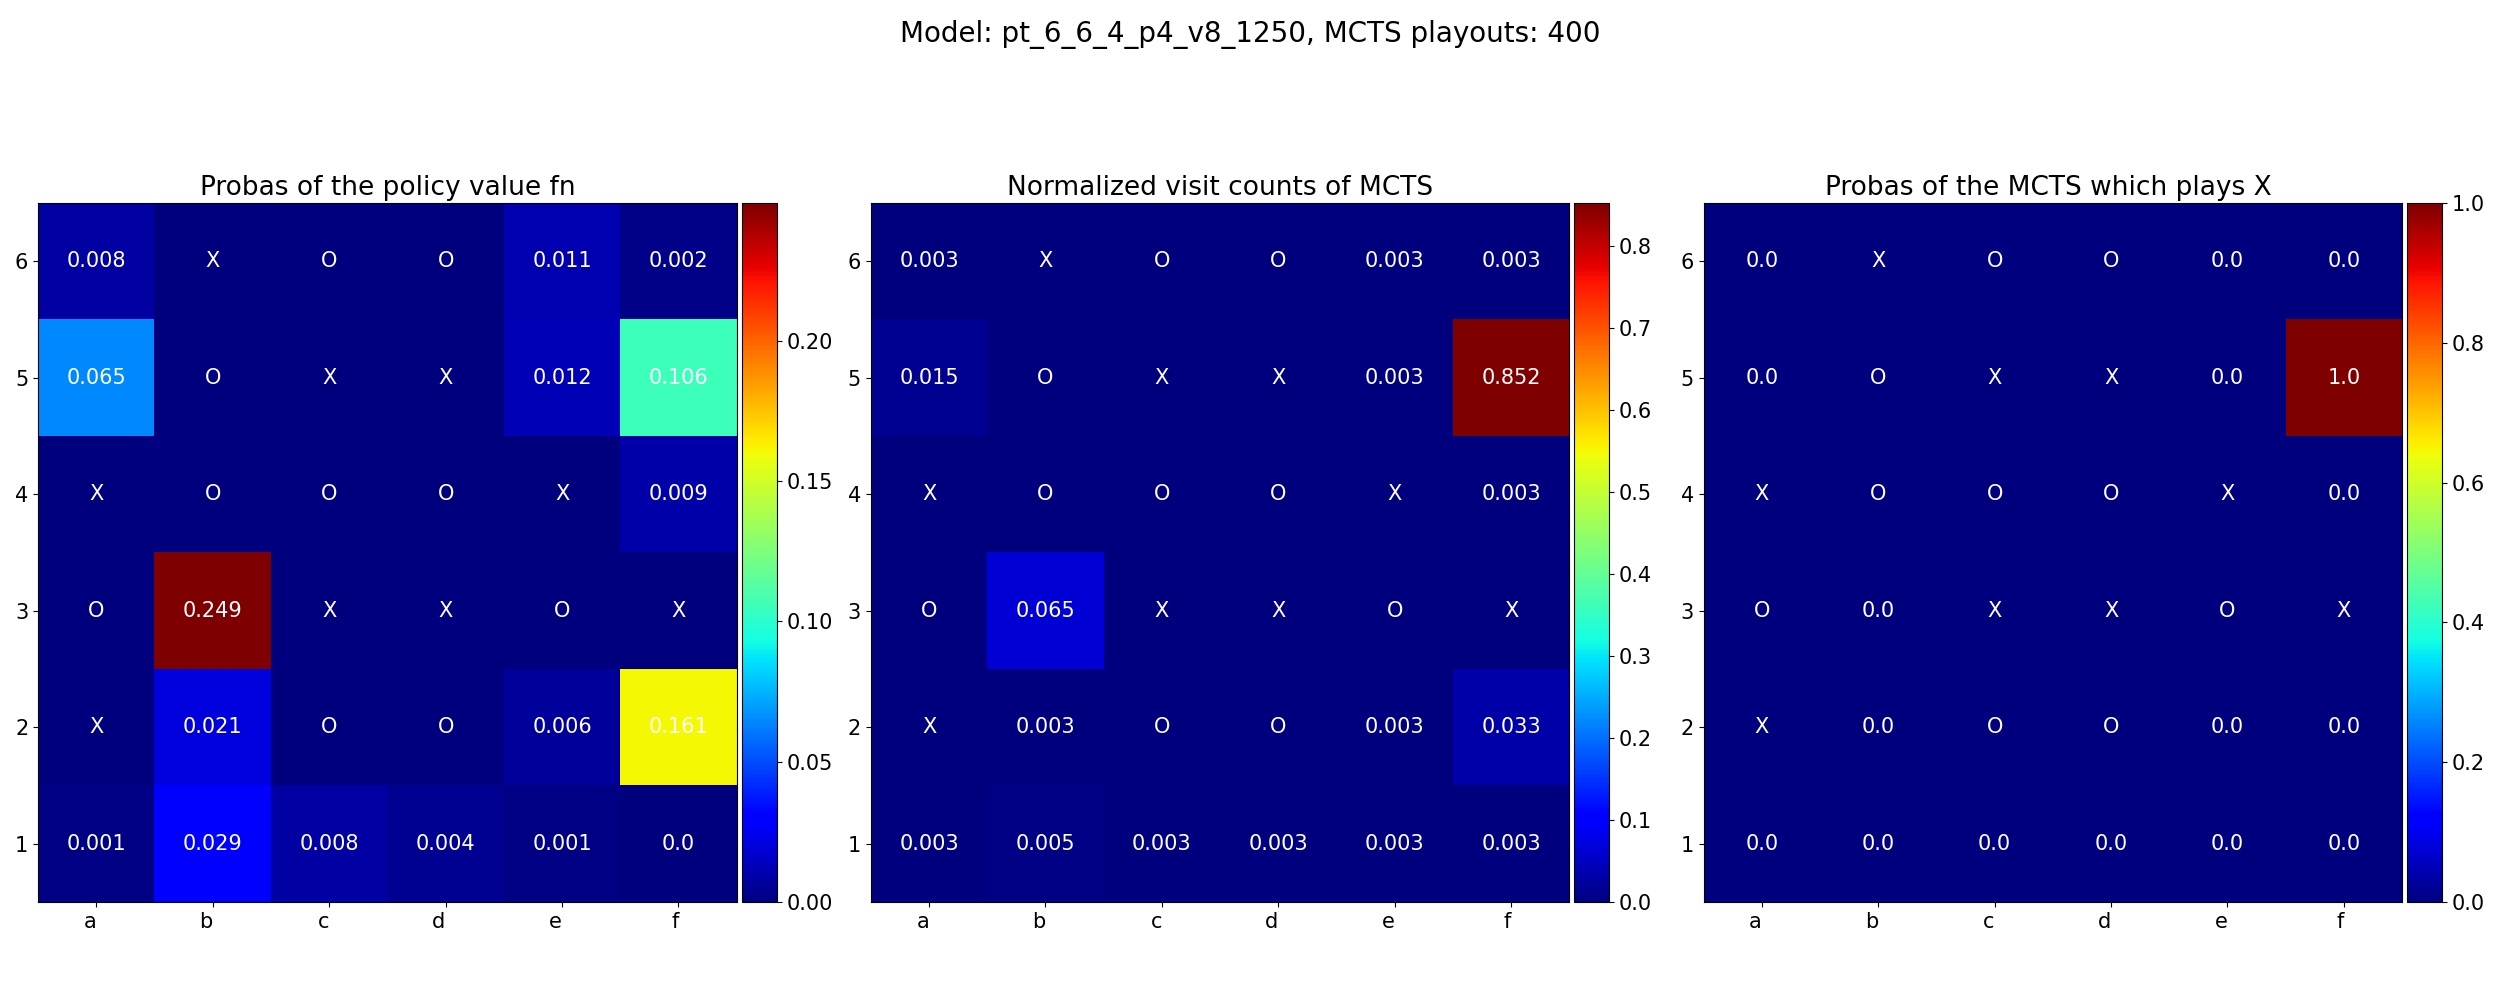 Model: pt_6_6_4_p4_v8_1250, MCTS playouts: 400
Probas of the policy value fn
6 0.008 X O O 0.011 0.002
5 0.065 O X X 0.012 0.106
4 X O O O X 0.009
3 O 0.249 X X O X
2 X 0.021 O O 0.006 0.161
1 0.001 0.029 0.008 0.004 0.001 0.0
a b c d e f
0.20
0.15
0.10
0.05
0.00
Normalized visit counts of MCTS
6 0.003 X O O 0.003 0.003
5 0.015 O X X 0.003 0.852
4 X O O O X 0.003
3 O 0.065 X X O X
2 X 0.003 O O 0.003 0.033
1 0.003 0.005 0.003 0.003 0.003 0.003
a b c d e f
0.8
0.7
0.6
0.5
0.4
0.3
0.2
0.1
0.0
Probas of the MCTS which plays X
6 0.0 X O O 0.0 0.0
5 0.0 O X X 0.0 1.0
4 X O O O X 0.0
3 O 0.0 X X O X
2 X 0.0 O O 0.0 0.0
1 0.0 0.0 0.0 0.0 0.0 0.0
a b c d e f
1.0
0.8
0.6
0.4
0.2
0.0